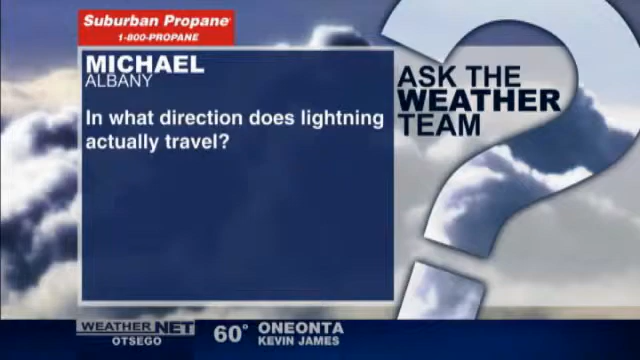 Suburban Propane
1-800-PROPANE
MICHAEL
ALBANY
In what direction does lightning
actually travel?
ASK THE
WEATHER
TEAM
WEATHER NET
OTSEGO
60° ONEONTA
KEVIN JAMES